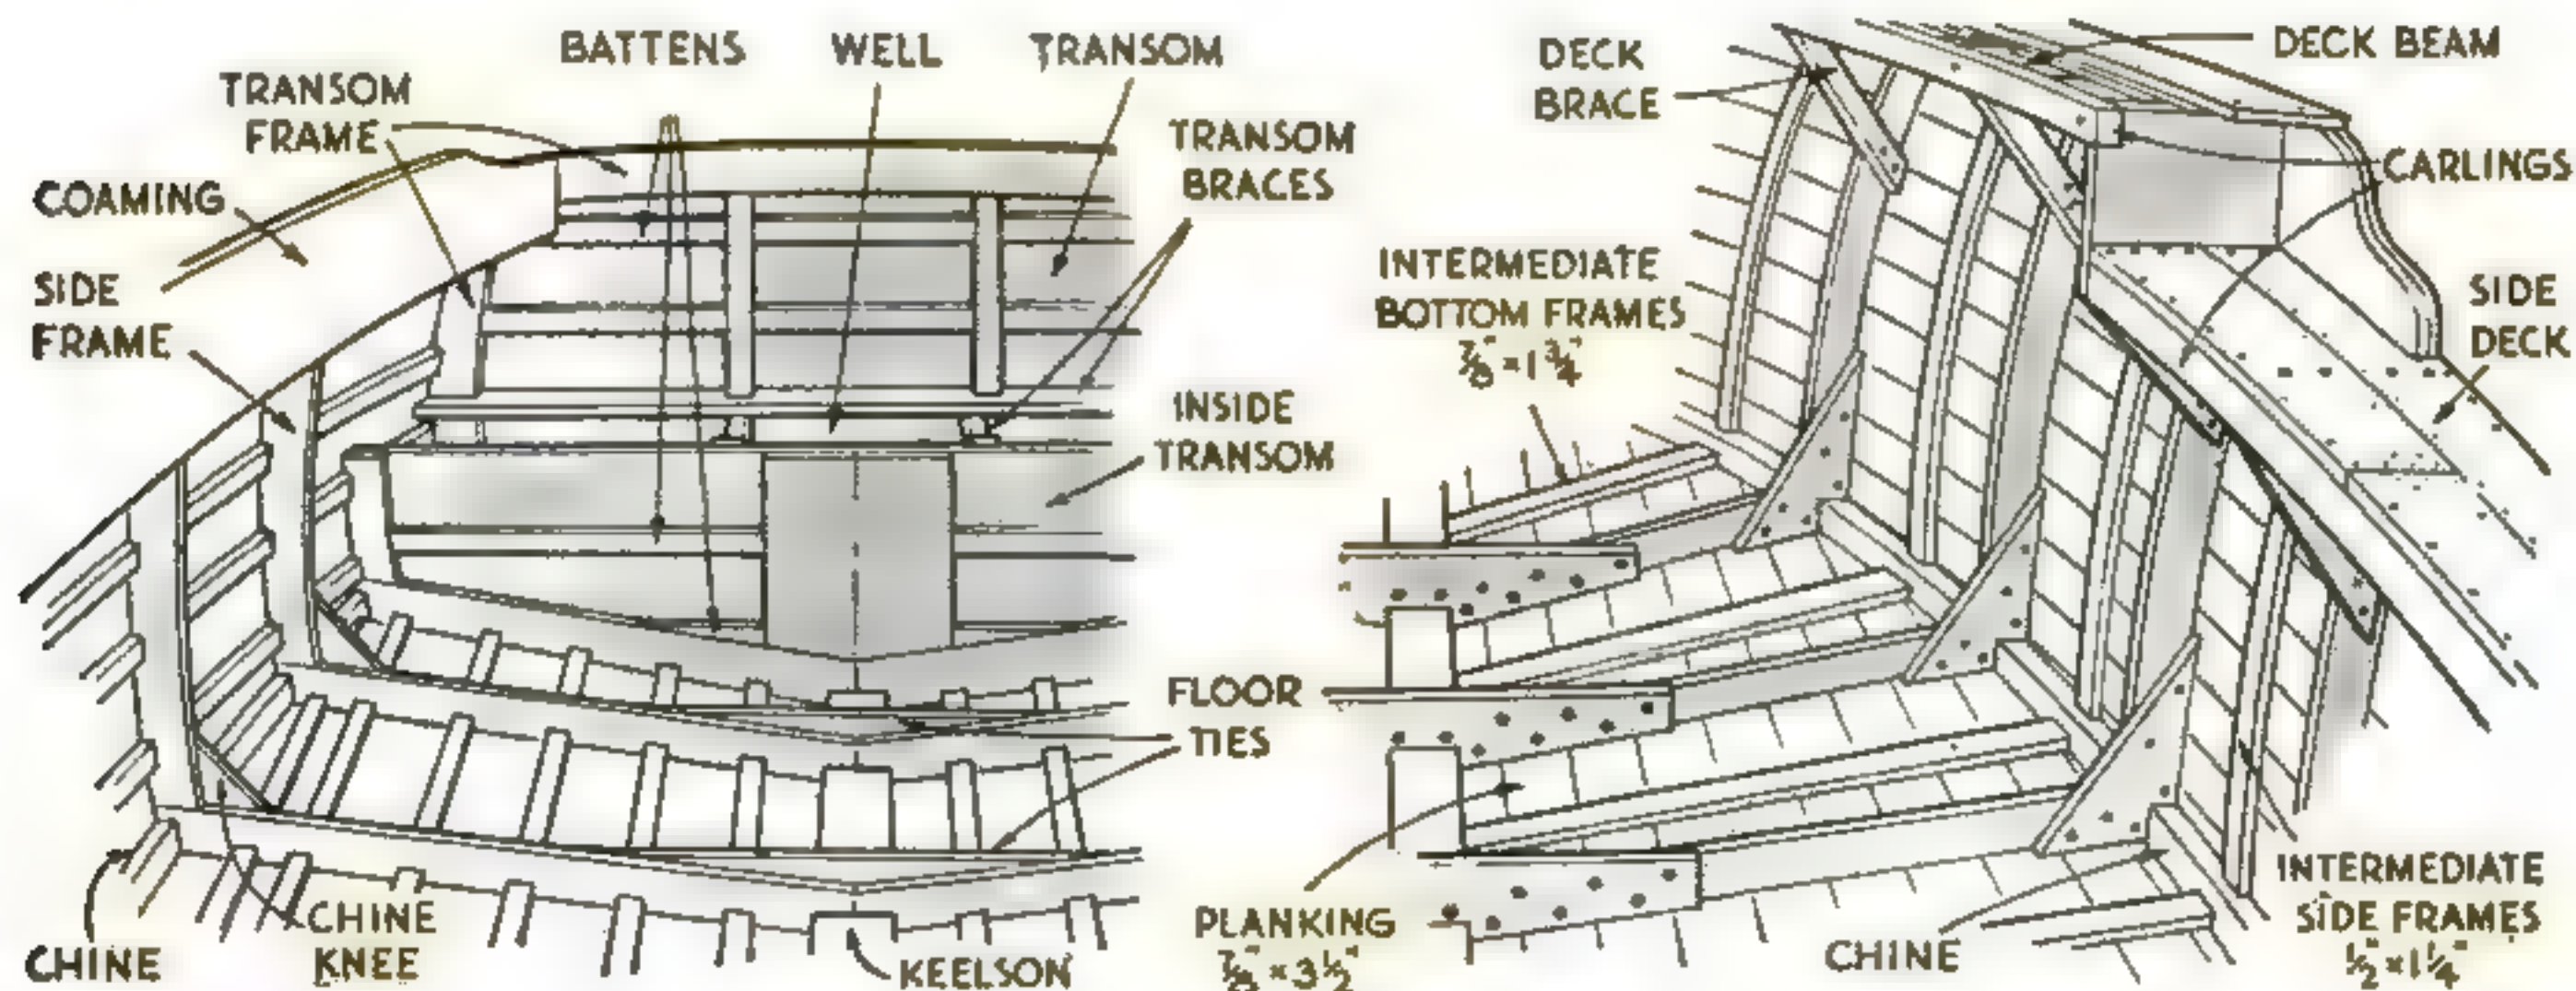 BATTENS
WELL
TRANSOM
TRANSOM
FRAME
COAMING
SIDE
FRAME
TRANSOM
BRACES
INSIDE
TRANSOM
FLOOR
TIES
CHINE
CHINE
KNEE
KEELSON
DECK
BRACE
DECK BEAM
CARLINGS
INTERMEDIATE
BOTTOM FRAMES
7/8" × 1 3/4"
SIDE
DECK
PLANKING
7/8" × 3 1/2"
CHINE
INTERMEDIATE
SIDE FRAMES
1/2" × 1 1/4"